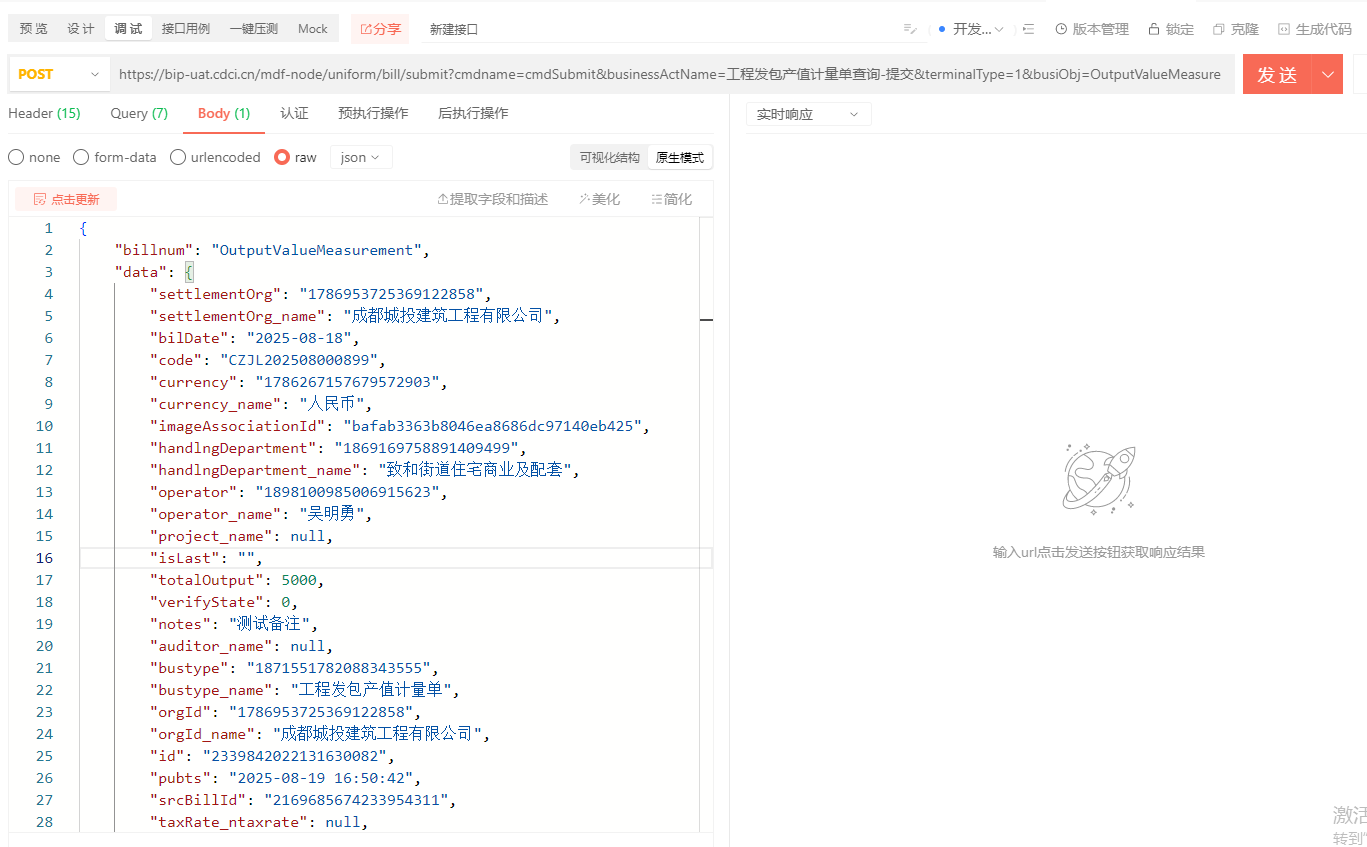 预 览 设 计 调 试 接口用例 一键压测 Mock 分享 新建接口 开发... 版本管理 锁定 克隆 生成代码
POST https://bip-uat.cdci.cn/mdf-node/uniform/bill/submit?cmdname=cmdSubmit&businessActName=工程发包产值计量单查询-提交&terminalType=1&busiObj=OutputValueMeasure 发 送
Header (15) Query (7) Body (1) 认证 预执行操作 后执行操作 实时响应
none form-data urlencoded raw json 可视化结构 原生模式
点击更新 提取字段和描述 美化 简化
1 {
2 "billnum": "OutputValueMeasurement",
3 "data": {
4 "settlementOrg": "1786953725369122858",
5 "settlementOrg_name": "成都城投建筑工程有限公司",
6 "bilDate": "2025-08-18",
7 "code": "CZJL202508000899",
8 "currency": "1786267157679572903",
9 "currency_name": "人民币",
10 "imageAssociationId": "bafab3363b8046ea8686dc97140eb425",
11 "handlngDepartment": "1869169758891409499",
12 "handlngDepartment_name": "致和街道住宅商业及配套",
13 "operator": "1898100985006915623",
14 "operator_name": "吴明勇",
15 "project_name": null,
16 "isLast": "",
17 "totalOutput": 5000,
18 "verifyState": 0,
19 "notes": "测试备注",
20 "auditor_name": null,
21 "bustype": "1871551782088343555",
22 "bustype_name": "工程发包产值计量单",
23 "orgId": "1786953725369122858",
24 "orgId_name": "成都城投建筑工程有限公司",
25 "id": "2339842022131630082",
26 "pubts": "2025-08-19 16:50:42",
27 "srcBillId": "2169685674233954311",
28 "taxRate_ntaxrate": null,
输入url点击发送按钮获取响应结果
激活
转到"